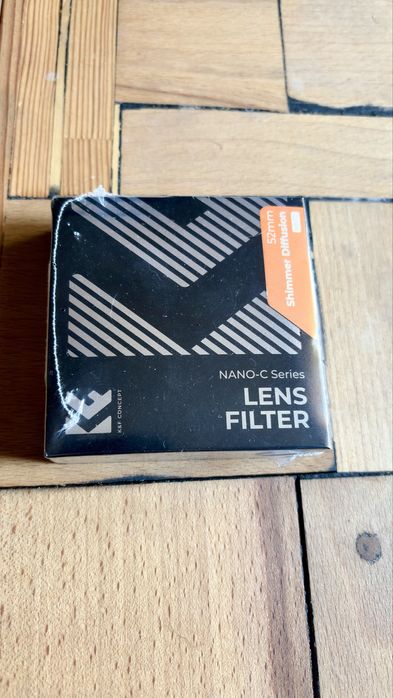 52mm
Shimmer Diffusion
NANO-C Series
LENS
FILTER
K&F CONCEPT